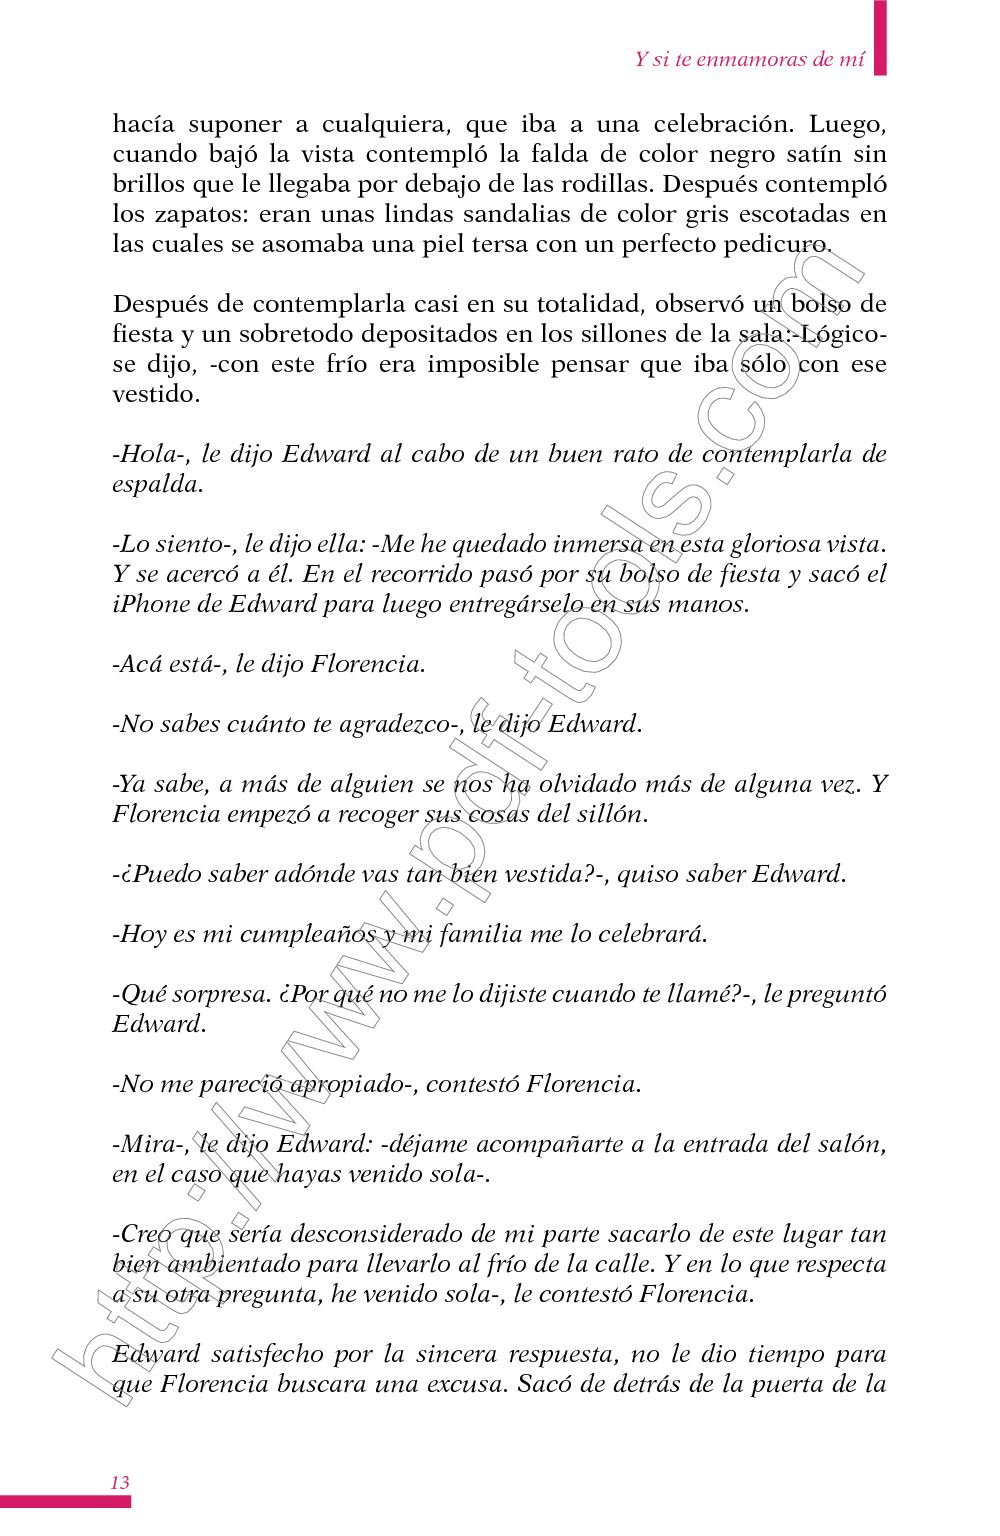 Y si te enmamoras de mí
hacía suponer a cualquiera, que iba a una celebración. Luego,
cuando bajó la vista contempló la falda de color negro satín sin
brillos que le llegaba por debajo de las rodillas. Después contempló
los zapatos: eran unas lindas sandalias de color gris escotadas en
las cuales se asomaba una piel tersa con un perfecto pedicuro.
Después de contemplarla casi en su totalidad, observó un bolso de
fiesta y un sobretodo depositados en los sillones de la sala:-Lógico-
se dijo, -con este frío era imposible pensar que iba sólo con ese
vestido.
-Hola-, le dijo Edward al cabo de un buen rato de contemplarla de
espalda.
-Lo siento-, le dijo ella: -Me he quedado inmersa en esta gloriosa vista.
Y se acercó a él. En el recorrido pasó por su bolso de fiesta y sacó el
iPhone de Edward para luego entregárselo en sus manos.
-Acá está-, le dijo Florencia.
-No sabes cuánto te agradezco-, le dijo Edward.
-Ya sabe, a más de alguien se nos ha olvidado más de alguna vez. Y
Florencia empezó a recoger sus cosas del sillón.
-¿Puedo saber adónde vas tan bien vestida?-, quiso saber Edward.
-Hoy es mi cumpleaños y mi familia me lo celebrará.
-Qué sorpresa. ¿Por qué no me lo dijiste cuando te llamé?-, le preguntó
Edward.
-No me pareció apropiado-, contestó Florencia.
-Mira-, le dijo Edward: -déjame acompañarte a la entrada del salón,
en el caso que hayas venido sola-.
-Creo que sería desconsiderado de mi parte sacarlo de este lugar tan
bien ambientado para llevarlo al frío de la calle. Y en lo que respecta
a su otra pregunta, he venido sola-, le contestó Florencia.
Edward satisfecho por la sincera respuesta, no le dio tiempo para
que Florencia buscara una excusa. Sacó de detrás de la puerta de la
13
http://www.pdf-tools.com